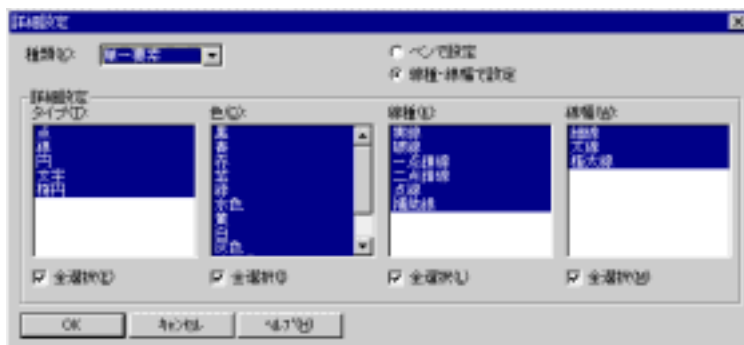 詳細設定
種類(K): 単一要素
ペンで設定
線種・線幅で設定
詳細設定
タイプ(T): 色(C): 線種(L): 線幅(W):
点
線
円
文字
楕円
黒
青
赤
紫
緑
水色
黄
白
灰色
実線
破線
一点鎖線
二点鎖線
点線
補助線
細線
太線
極太線
全選択(E) 全選択(I) 全選択(L) 全選択(M)
OK キャンセル ヘルプ(H)